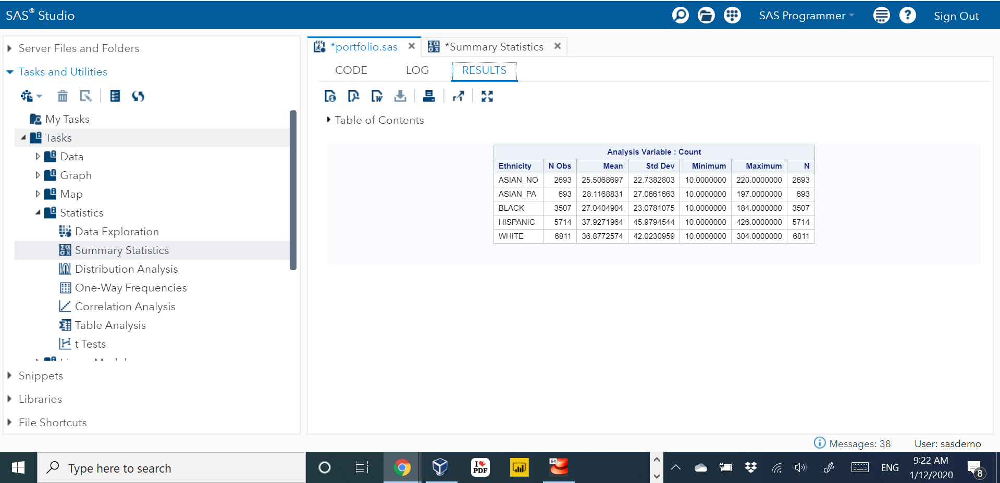 SAS® Studio
SAS Programmer
Sign Out
Server Files and Folders
Tasks and Utilities
My Tasks
Tasks
Data
Graph
Map
Statistics
Data Exploration
Summary Statistics
Distribution Analysis
One-Way Frequencies
Correlation Analysis
Table Analysis
t Tests
Snippets
Libraries
File Shortcuts
*portfolio.sas
*Summary Statistics
CODE LOG RESULTS
Table of Contents
Analysis Variable : Count
Ethnicity N Obs Mean Std Dev Minimum Maximum N
ASIAN_NO 2693 25.5068697 22.7382803 10.0000000 220.0000000 2693
ASIAN_PA 693 28.1168831 27.0661663 10.0000000 197.0000000 693
BLACK 3507 27.0404904 23.0781075 10.0000000 184.0000000 3507
HISPANIC 5714 37.9271964 45.9794544 10.0000000 426.0000000 5714
WHITE 6811 36.8772574 42.0230959 10.0000000 304.0000000 6811
Messages: 38 User: sasdemo
Type here to search
I
PDF
64
ENG
9:22 AM
1/12/2020
8